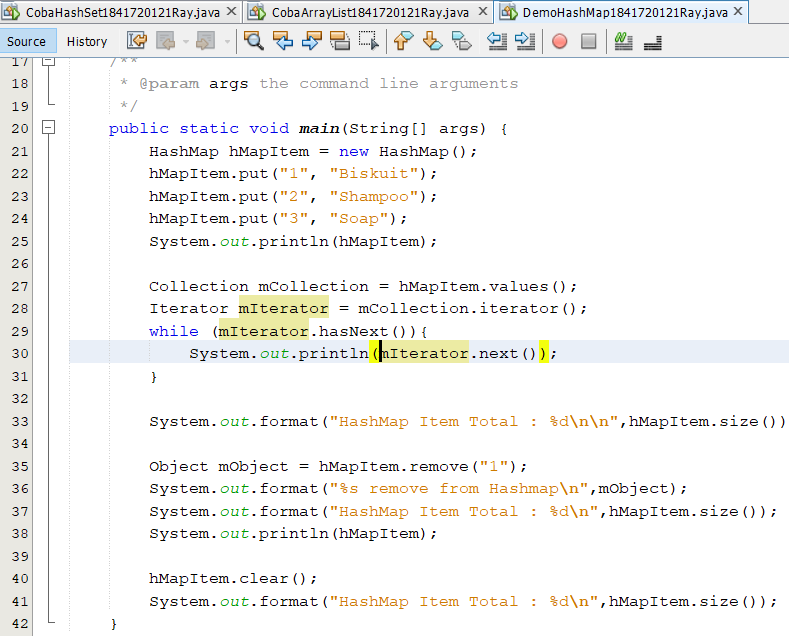 CobaHashSet1841720121Ray.java CobaArrayList1841720121Ray.java DemoHashMap1841720121Ray.java
Source History
17 /**
18 * @param args the command line arguments
19 */
20 public static void main(String[] args) {
21 HashMap hMapItem = new HashMap();
22 hMapItem.put("1", "Biskuit");
23 hMapItem.put("2", "Shampoo");
24 hMapItem.put("3", "Soap");
25 System.out.println(hMapItem);
26
27 Collection mCollection = hMapItem.values();
28 Iterator mIterator = mCollection.iterator();
29 while (mIterator.hasNext()){
30 System.out.println(mIterator.next());
31 }
32
33 System.out.format("HashMap Item Total : %d\n\n",hMapItem.size())
34
35 Object mObject = hMapItem.remove("1");
36 System.out.format("%s remove from Hashmap\n",mObject);
37 System.out.format("HashMap Item Total : %d\n",hMapItem.size());
38 System.out.println(hMapItem);
39
40 hMapItem.clear();
41 System.out.format("HashMap Item Total : %d\n",hMapItem.size());
42 }